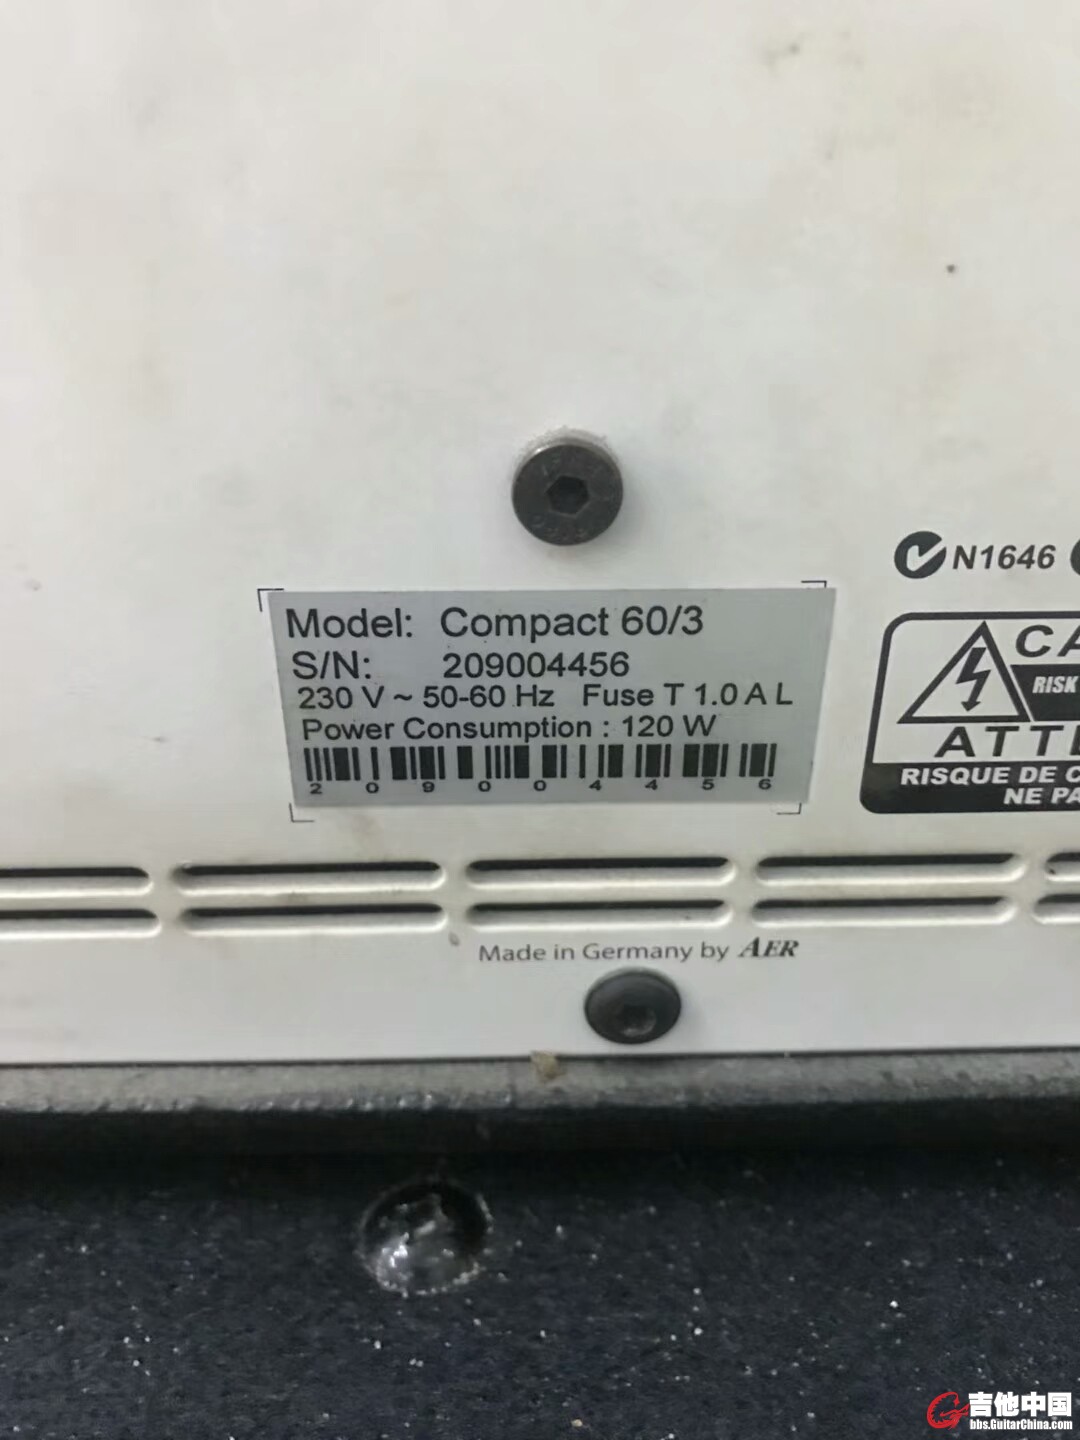 N1646
Model: Compact 60/3
S/N: 209004456
230 V ~ 50-60 Hz Fuse T 1.0 A L
Power Consumption : 120 W
2 0 9 0 0 4 4 5 6
CA
RISK
ATTE
RISQUE DE C
NE PA
Made in Germany by AER
吉他中国
bbs.GuitarChina.com